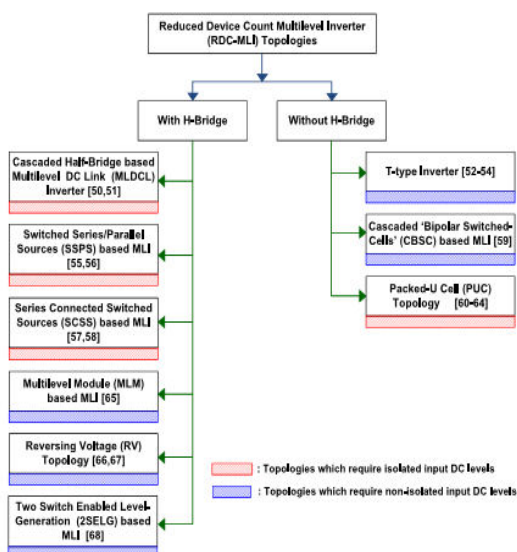 Reduced Device Count Multilevel Inverter
(RDC-MLI) Topologies
With H-Bridge
Without H-Bridge
Cascaded Half-Bridge based
Multilevel DC Link (MLDCL)
Inverter [50,51]
Switched Series/Parallel
Sources (SSPS) based MLI
[55,56]
Series Connected Switched
Sources (SCSS) based MLI
[57,58]
Multilevel Module (MLM)
based MLI [65]
Reversing Voltage (RV)
Topology [66,67]
Two Switch Enabled Level-
Generation (2SELG) based
MLI [68]
T-type Inverter [52-54]
Cascaded 'Bipolar Switched-
Cells' (CBSC) based MLI [59]
Packed-U Cell (PUC)
Topology [60-64]
: Topologies which require isolated input DC levels
: Topologies which require non-isolated input DC levels